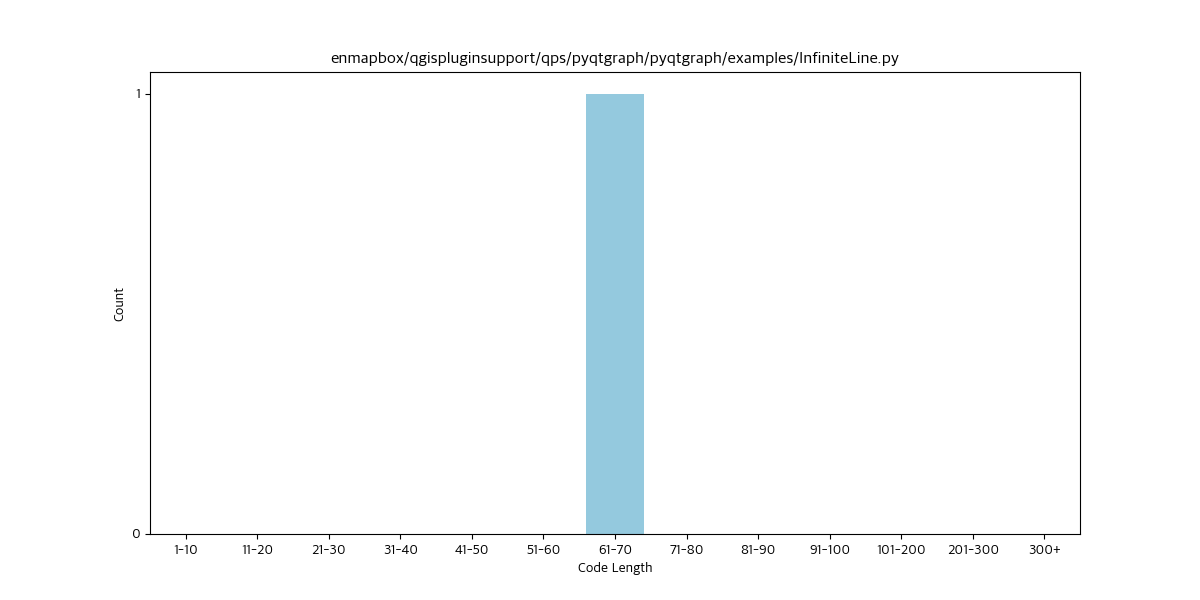 enmapbox/qgispluginsupport/qps/pyqtgraph/pyqtgraph/examples/InfiniteLine.py
1
Count
0
1-10 11-20 21-30 31-40 41-50 51-60 61-70 71-80 81-90 91-100 101-200 201-300 300+
Code Length